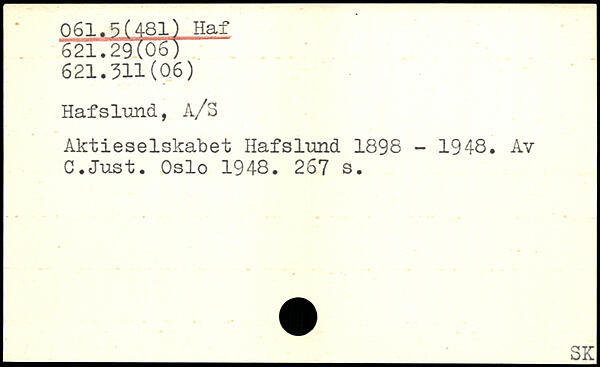 061.5(481) Haf
621.29(06)
621.311(06)
Hafslund, A/S
Aktieselskabet Hafslund 1898 - 1948. Av
C.Just. Oslo 1948. 267 s.
SK